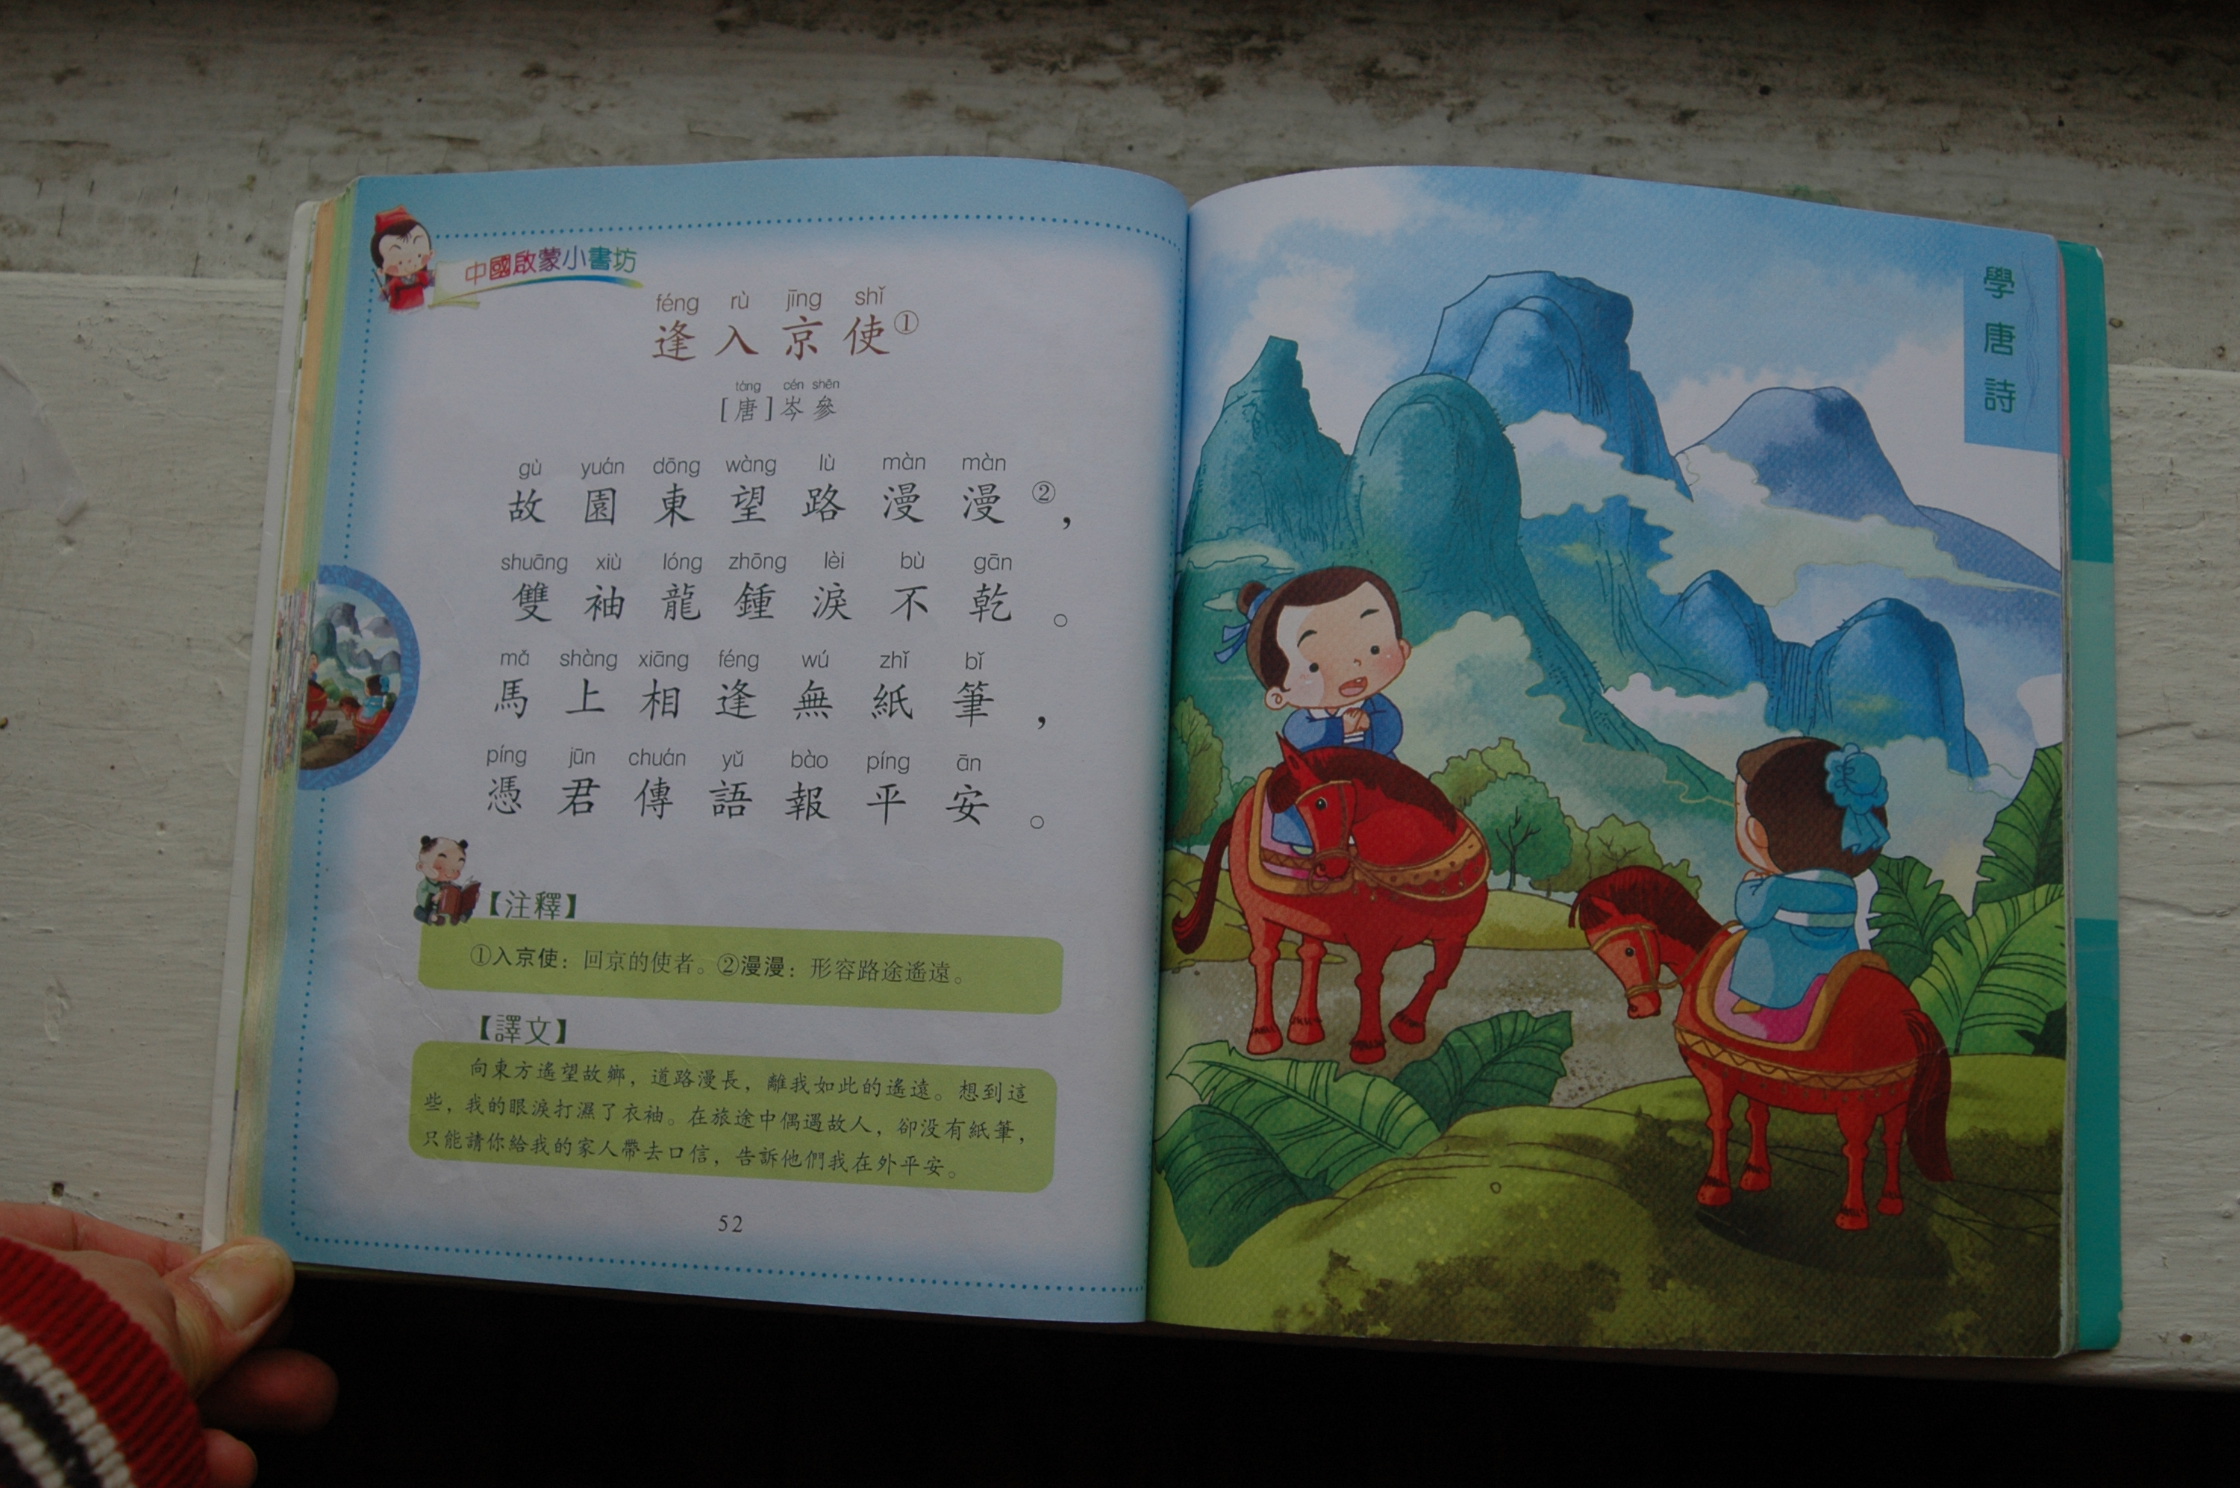 中國啟蒙小書坊
féng rù jīng shǐ
逢入京使①
táng cén shēn
[唐]岑參
gù yuán dōng wàng lù màn màn
故園東望路漫漫②，
shuāng xiù lóng zhōng lèi bù gān
雙袖龍鍾淚不乾。
mǎ shàng xiāng féng wú zhǐ bǐ
馬上相逢無紙筆，
píng jūn chuán yǔ bào píng ān
憑君傳語報平安。
【注釋】
①入京使：回京的使者。②漫漫：形容路途遙遠。
【譯文】
向東方遙望故鄉，道路漫長，離我如此的遙遠。想到這
些，我的眼淚打濕了衣袖。在旅途中偶遇故人，卻没有紙筆，
只能請你給我的家人帶去口信，告訴他們我在外平安。
52
學唐詩